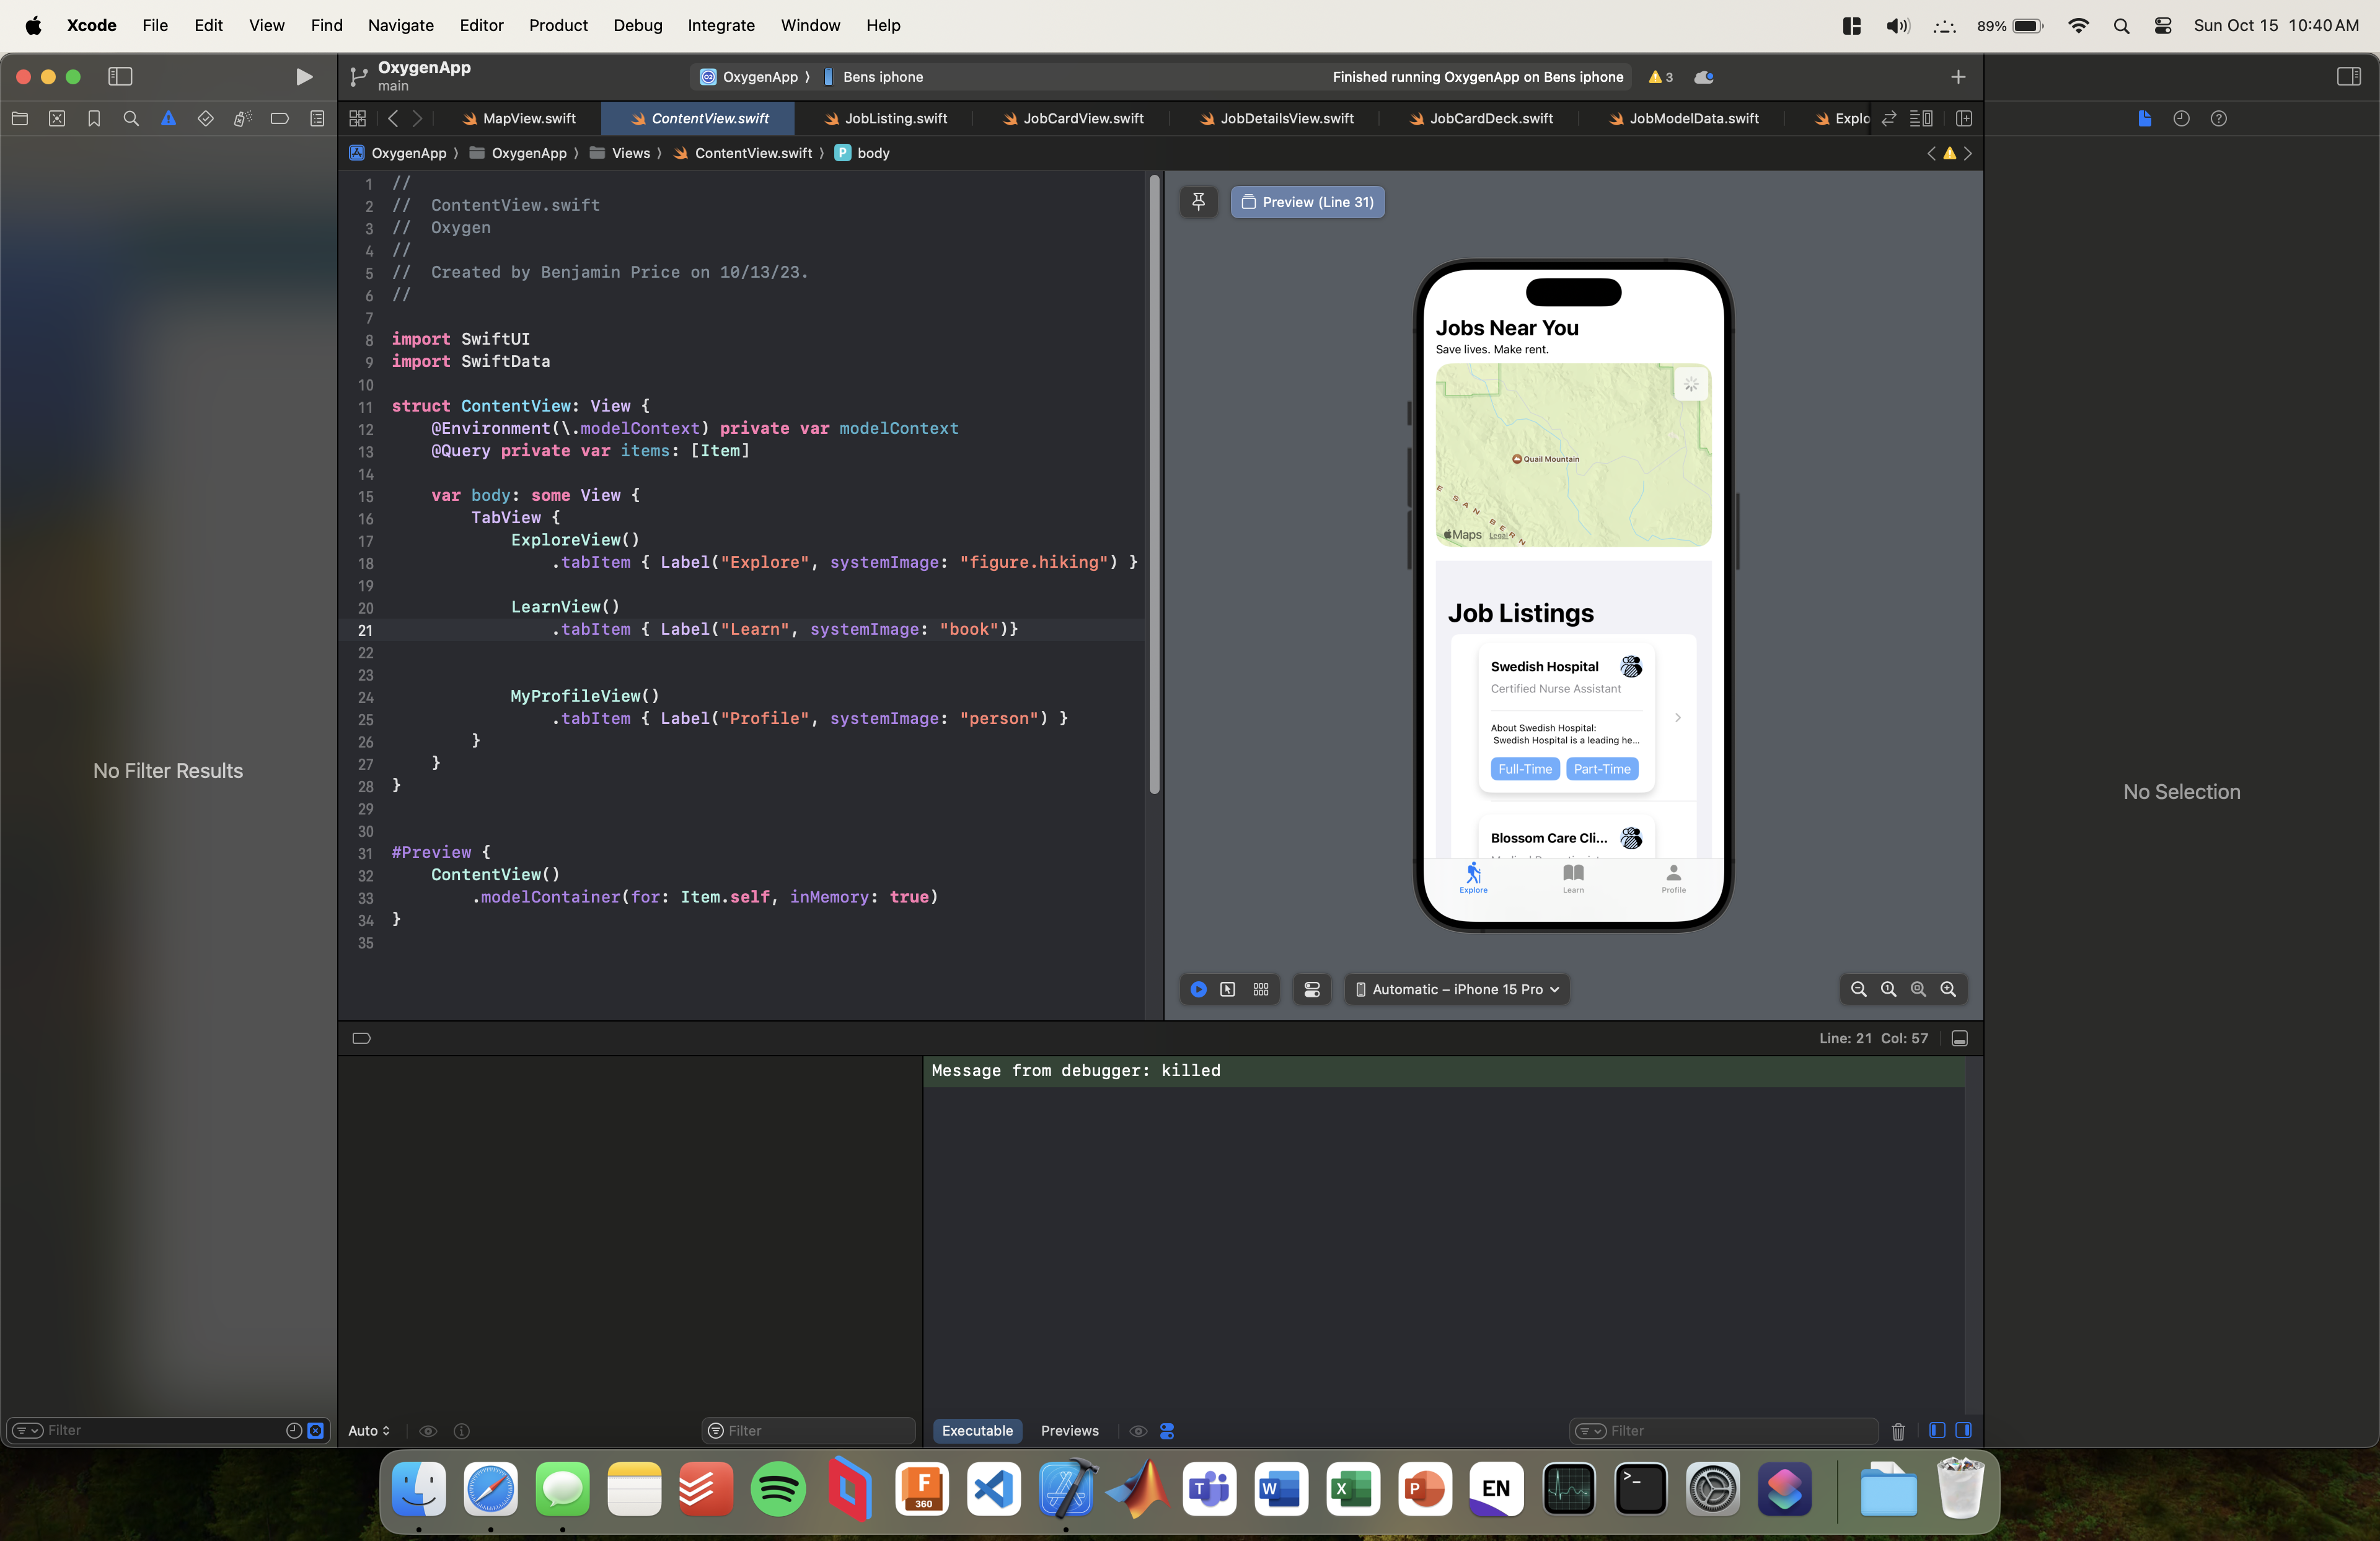 Xcode File Edit View Find Navigate Editor Product Debug Integrate Window Help 89% Sun Oct 15 10:40 AM
OxygenApp
main
OxygenApp 〉 Bens iphone
Finished running OxygenApp on Bens iphone 3
MapView.swift ContentView.swift JobListing.swift JobCardView.swift JobDetailsView.swift JobCardDeck.swift JobModelData.swift Explo
OxygenApp 〉 OxygenApp 〉 Views 〉 ContentView.swift 〉 P body
No Filter Results
1 //
2 //  ContentView.swift
3 //  Oxygen
4 //
5 //  Created by Benjamin Price on 10/13/23.
6 //
7
8 import SwiftUI
9 import SwiftData
10
11 struct ContentView: View {
12     @Environment(\.modelContext) private var modelContext
13     @Query private var items: [Item]
14
15     var body: some View {
16         TabView {
17             ExploreView()
18                 .tabItem { Label("Explore", systemImage: "figure.hiking") }
19
20             LearnView()
21                 .tabItem { Label("Learn", systemImage: "book")}
22
23
24             MyProfileView()
25                 .tabItem { Label("Profile", systemImage: "person") }
26         }
27     }
28 }
29
30
31 #Preview {
32     ContentView()
33         .modelContainer(for: Item.self, inMemory: true)
34 }
35
Preview (Line 31)
Jobs Near You
Save lives. Make rent.
Quail Mountain
E SAN BERN
Maps Legal
Job Listings
Swedish Hospital
Certified Nurse Assistant
About Swedish Hospital:
Swedish Hospital is a leading he...
Full-Time Part-Time
Blossom Care Cli...
Explore Learn Profile
Automatic – iPhone 15 Pro
No Selection
Line: 21 Col: 57
Message from debugger: killed
Filter
Auto
Filter
Executable Previews
Filter
F
360
T
W
X
P
EN
>_